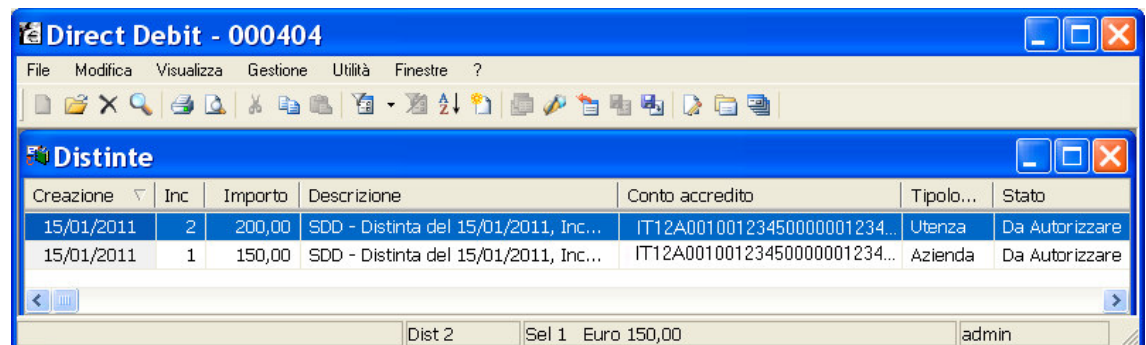 Direct Debit - 000404
File Modifica Visualizza Gestione Utilità Finestre ?
Distinte
Creazione Inc Importo Descrizione Conto accredito Tipolo... Stato
15/01/2011 2 200,00 SDD - Distinta del 15/01/2011, Inc... IT12A0010012345000000001234... Utenza Da Autorizzare
15/01/2011 1 150,00 SDD - Distinta del 15/01/2011, Inc... IT12A0010012345000000001234... Azienda Da Autorizzare
Dist 2 Sel 1 Euro 150,00 admin